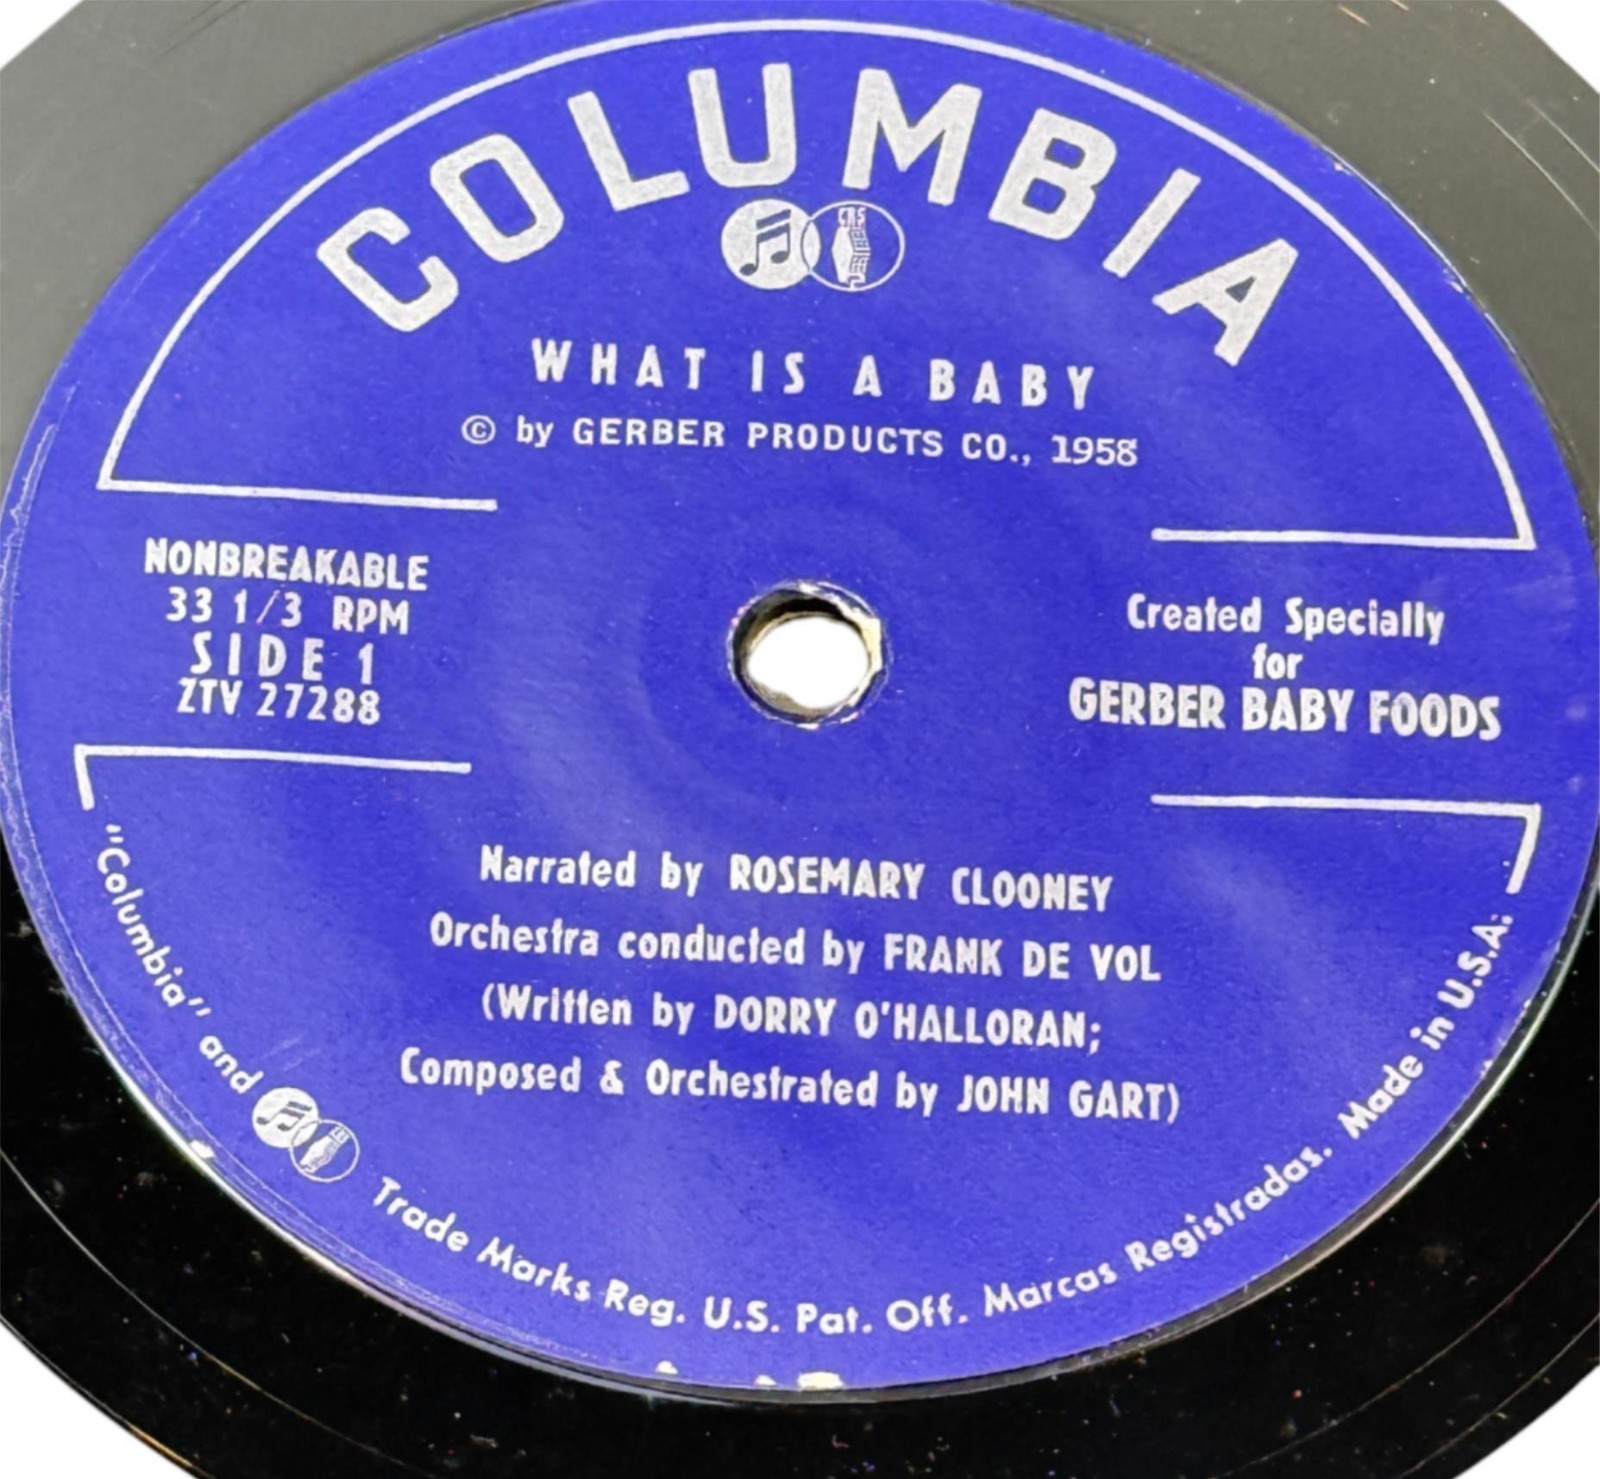 COLUMBIA
CBS
WHAT IS A BABY
© by GERBER PRODUCTS CO., 1958
NONBREAKABLE
33 1/3 RPM
SIDE 1
ZTV 27288
Created Specially
for
GERBER BABY FOODS
Narrated by ROSEMARY CLOONEY
Orchestra conducted by FRANK DE VOL
(Written by DORRY O'HALLORAN;
Composed & Orchestrated by JOHN GART)
"Columbia" and CBS Trade Marks Reg. U.S. Pat. Off. Marcas Registradas. Made in U.S.A.